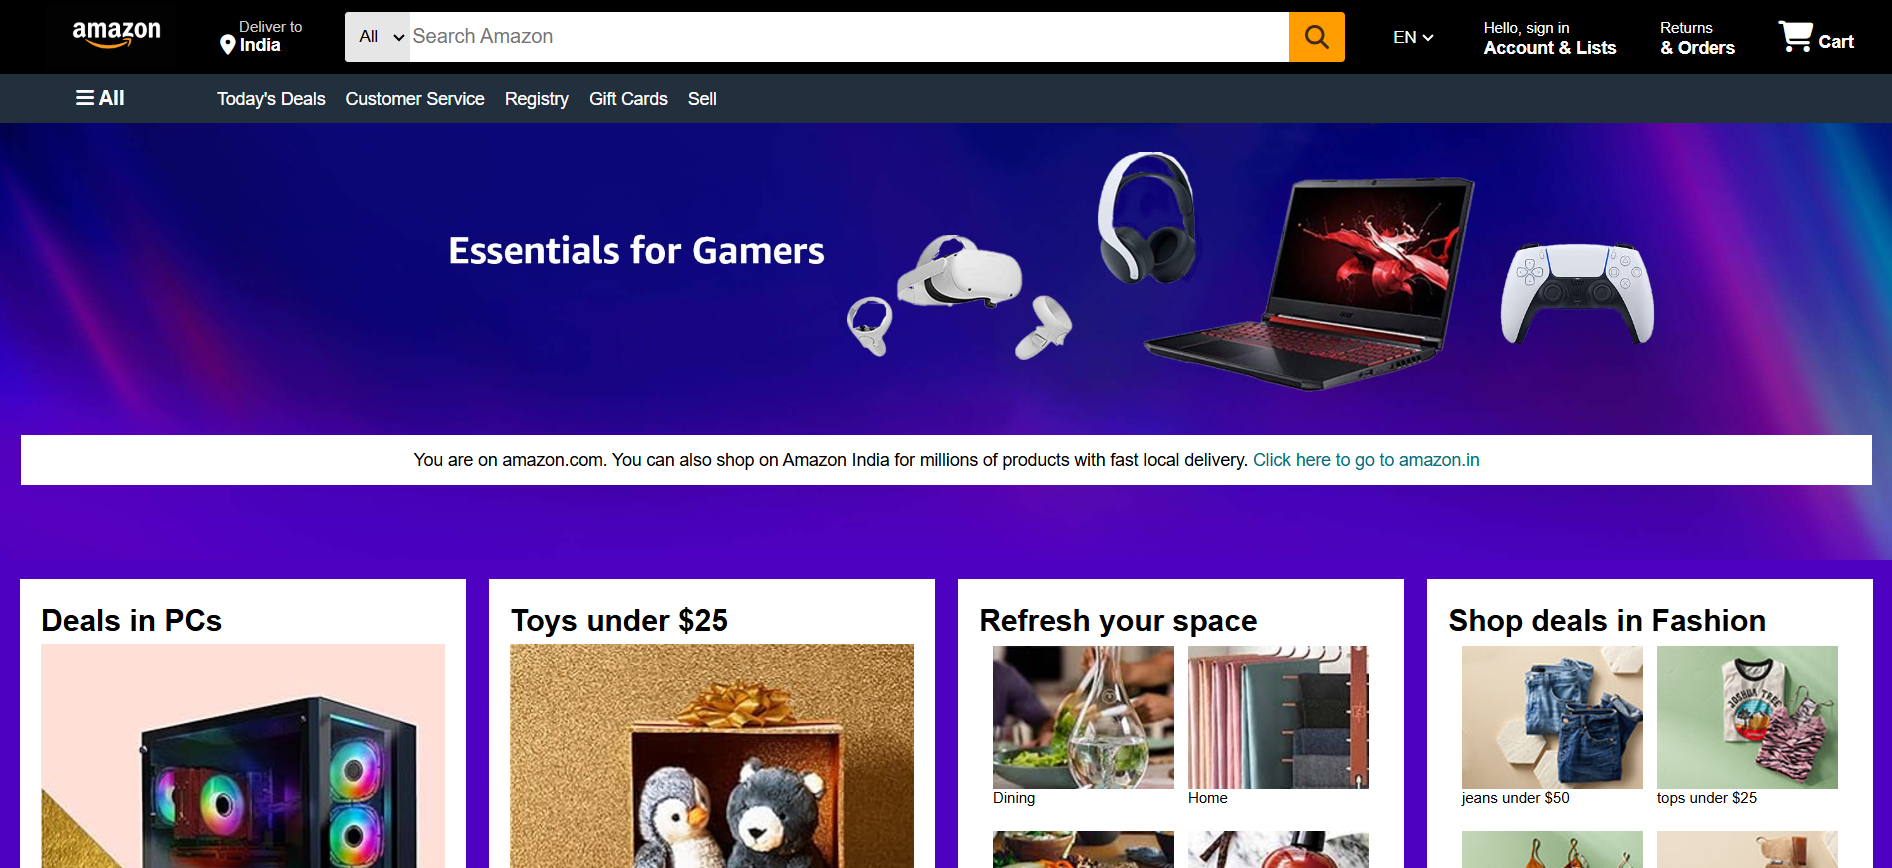 amazon
Deliver to
India
All
Search Amazon
EN
Hello, sign in
Account & Lists
Returns
& Orders
Cart
All
Today's Deals
Customer Service
Registry
Gift Cards
Sell
Essentials for Gamers
You are on amazon.com. You can also shop on Amazon India for millions of products with fast local delivery. Click here to go to amazon.in
Deals in PCs
Toys under $25
Refresh your space
Shop deals in Fashion
JOSHUA TREE
Dining
Home
jeans under $50
tops under $25